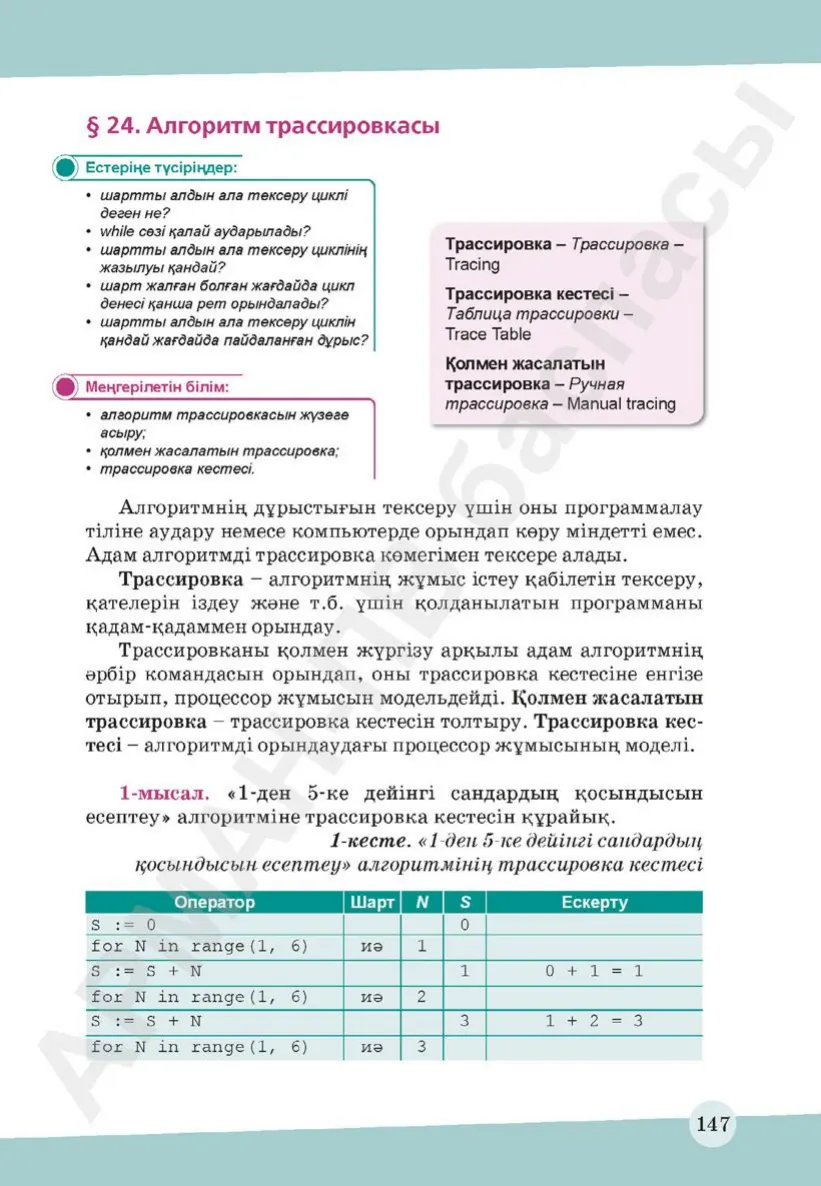 § 24. Алгоритм трассировкасы
Естеріңе түсіріңдер:
• шартты алдын ала тексеру циклі
деген не?
• while сөзі қалай аударылады?
• шартты алдын ала тексеру циклінің
жазылуы қандай?
• шарт жалған болған жағдайда цикл
денесі қанша рет орындалады?
• шартты алдын ала тексеру циклін
қандай жағдайда пайдаланған дұрыс?
Меңгерілетін білім:
• алгоритм трассировкасын жүзеге
асыру;
• қолмен жасалатын трассировка;
• трассировка кестесі.
Трассировка – Трассировка –
Tracing
Трассировка кестесі –
Таблица трассировки –
Trace Table
Қолмен жасалатын
трассировка – Ручная
трассировка – Manual tracing
Алгоритмнің дұрыстығын тексеру үшін оны программалау
тіліне аудару немесе компьютерде орындап көру міндетті емес.
Адам алгоритмді трассировка көмегімен тексере алады.
Трассировка – алгоритмнің жұмыс істеу қабілетін тексеру,
қателерін іздеу және т.б. үшін қолданылатын программаны
қадам-қадаммен орындау.
Трассировканы қолмен жүргізу арқылы адам алгоритмнің
әрбір командасын орындап, оны трассировка кестесіне енгізе
отырып, процессор жұмысын модельдейді. Қолмен жасалатын
трассировка – трассировка кестесін толтыру. Трассировка кес-
тесі – алгоритмді орындаудағы процессор жұмысының моделі.
1-мысал. «1-ден 5-ке дейінгі сандардың қосындысын
есептеу» алгоритміне трассировка кестесін құрайық.
1-кесте. «1-ден 5-ке дейінгі сандардың
қосындысын есептеу» алгоритмінің трассировка кестесі
Оператор Шарт N S Ескерту
S := 0 0
for N in range(1, 6) иә 1
S := S + N 1 0 + 1 = 1
for N in range(1, 6) иә 2
S := S + N 3 1 + 2 = 3
for N in range(1, 6) иә 3
147
АРМАН-ПВ баспасы